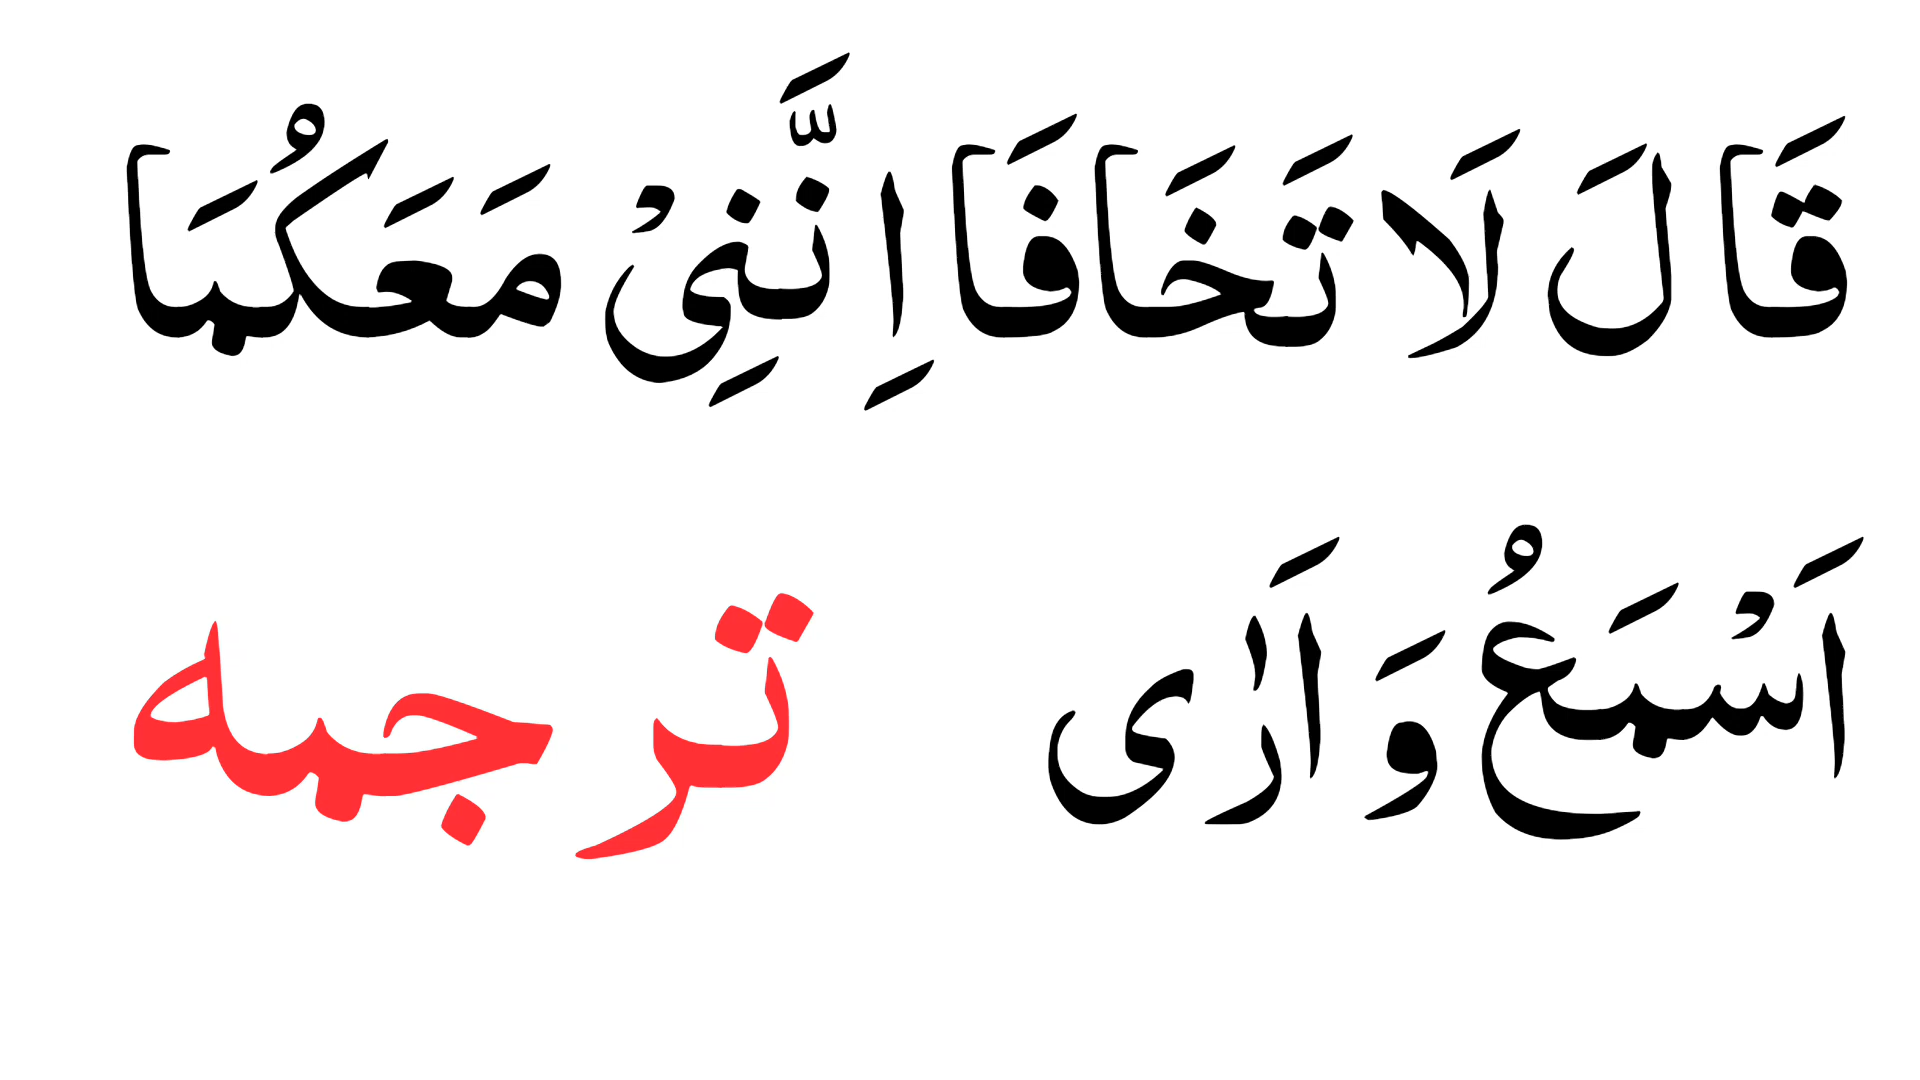 قَالَ لَا تَخَافَا اِنَّنِیْ مَعَكُمَا
اَسْمَعُ وَ اَرٰی
ترجمه